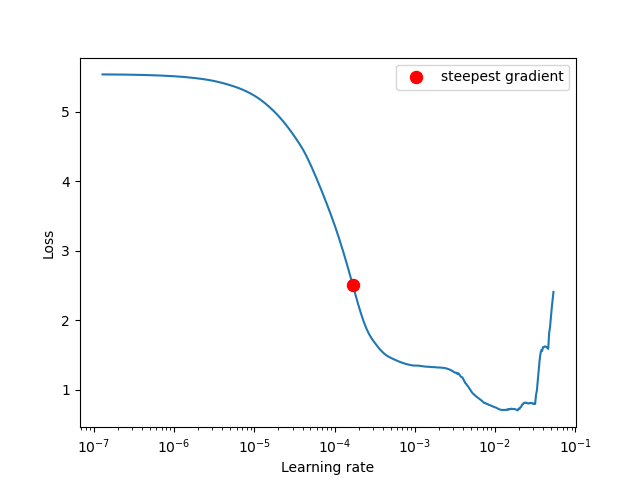 steepest gradient
5
4
3
2
1
Loss
10⁻⁷ 10⁻⁶ 10⁻⁵ 10⁻⁴ 10⁻³ 10⁻² 10⁻¹
Learning rate